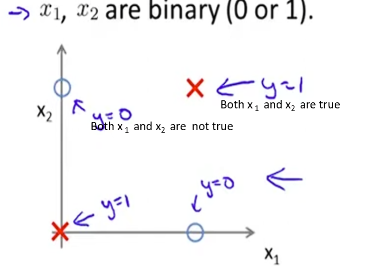 → x₁, x₂ are binary (0 or 1).
y=1
Both x₁ and x₂ are true
x₂
y=0
Both x₁ and x₂ are not true
y=0
y=1
x₁